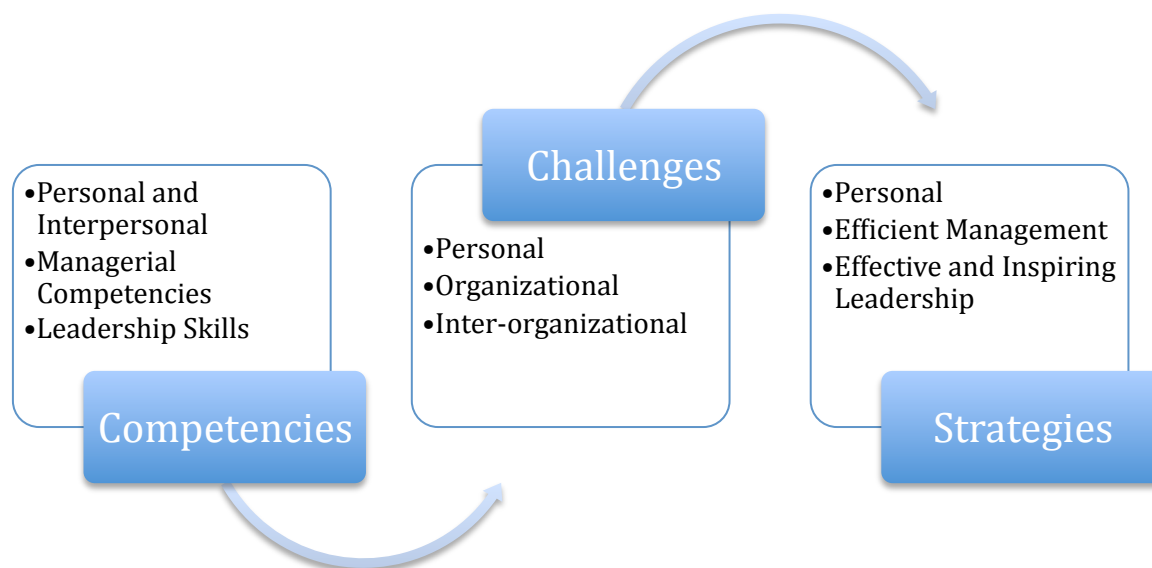 •Personal and
Interpersonal
•Managerial
Competencies
•Leadership Skills
Competencies
Challenges
•Personal
•Organizational
•Inter-organizational
•Personal
•Efficient Management
•Effective and Inspiring
Leadership
Strategies